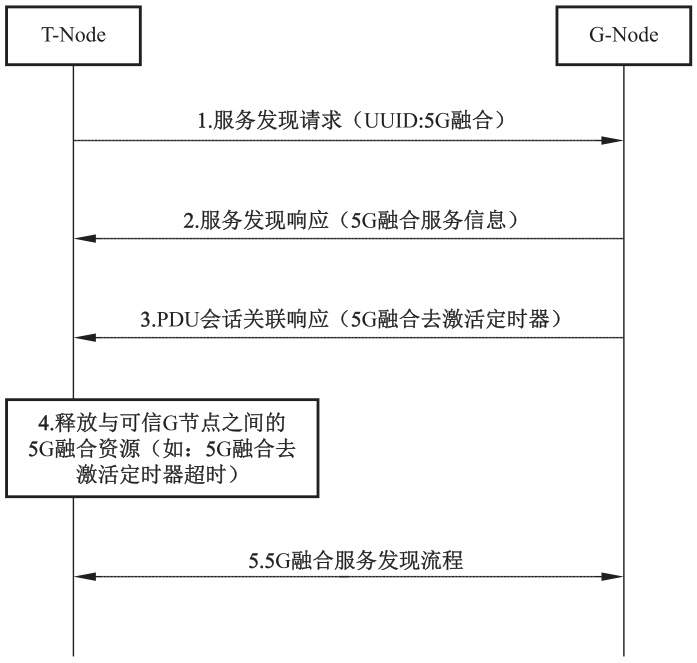 T-Node
G-Node
1.服务发现请求（UUID:5G融合）
2.服务发现响应（5G融合服务信息）
3.PDU会话关联响应（5G融合去激活定时器）
4.释放与可信G节点之间的
5G融合资源（如：5G融合去
激活定时器超时）
5.5G融合服务发现流程